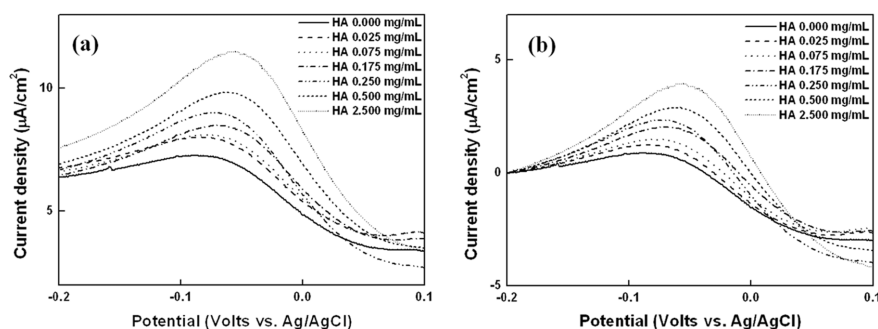 (a)
HA 0.000 mg/mL
HA 0.025 mg/mL
HA 0.075 mg/mL
HA 0.175 mg/mL
HA 0.250 mg/mL
HA 0.500 mg/mL
HA 2.500 mg/mL
Current density (μA/cm²)
10
5
-0.2
-0.1
0.0
0.1
Potential (Volts vs. Ag/AgCl)
(b)
HA 0.000 mg/mL
HA 0.025 mg/mL
HA 0.075 mg/mL
HA 0.175 mg/mL
HA 0.250 mg/mL
HA 0.500 mg/mL
HA 2.500 mg/mL
Current density (μA/cm²)
5
0
-5
-0.2
-0.1
0.0
0.1
Potential (Volts vs. Ag/AgCl)